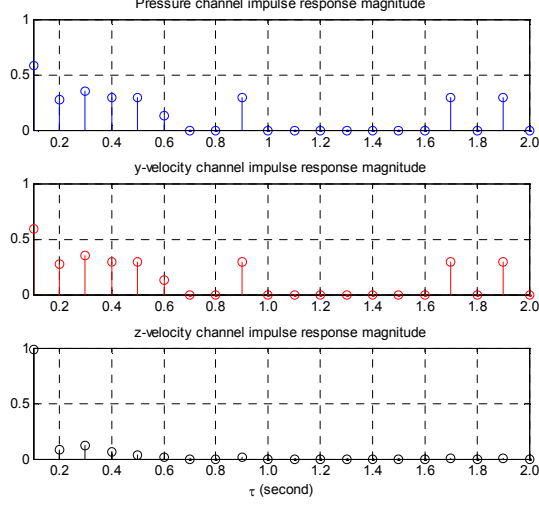 Pressure channel impulse response magnitude
1
0.5
0
0.2 0.4 0.6 0.8 1.0 1.2 1.4 1.6 1.8 2.0
y-velocity channel impulse response magnitude
1
0.5
0
0.2 0.4 0.6 0.8 1.0 1.2 1.4 1.6 1.8 2.0
z-velocity channel impulse response magnitude
1
0.5
0
0.2 0.4 0.6 0.8 1.0 1.2 1.4 1.6 1.8 2.0
τ (second)